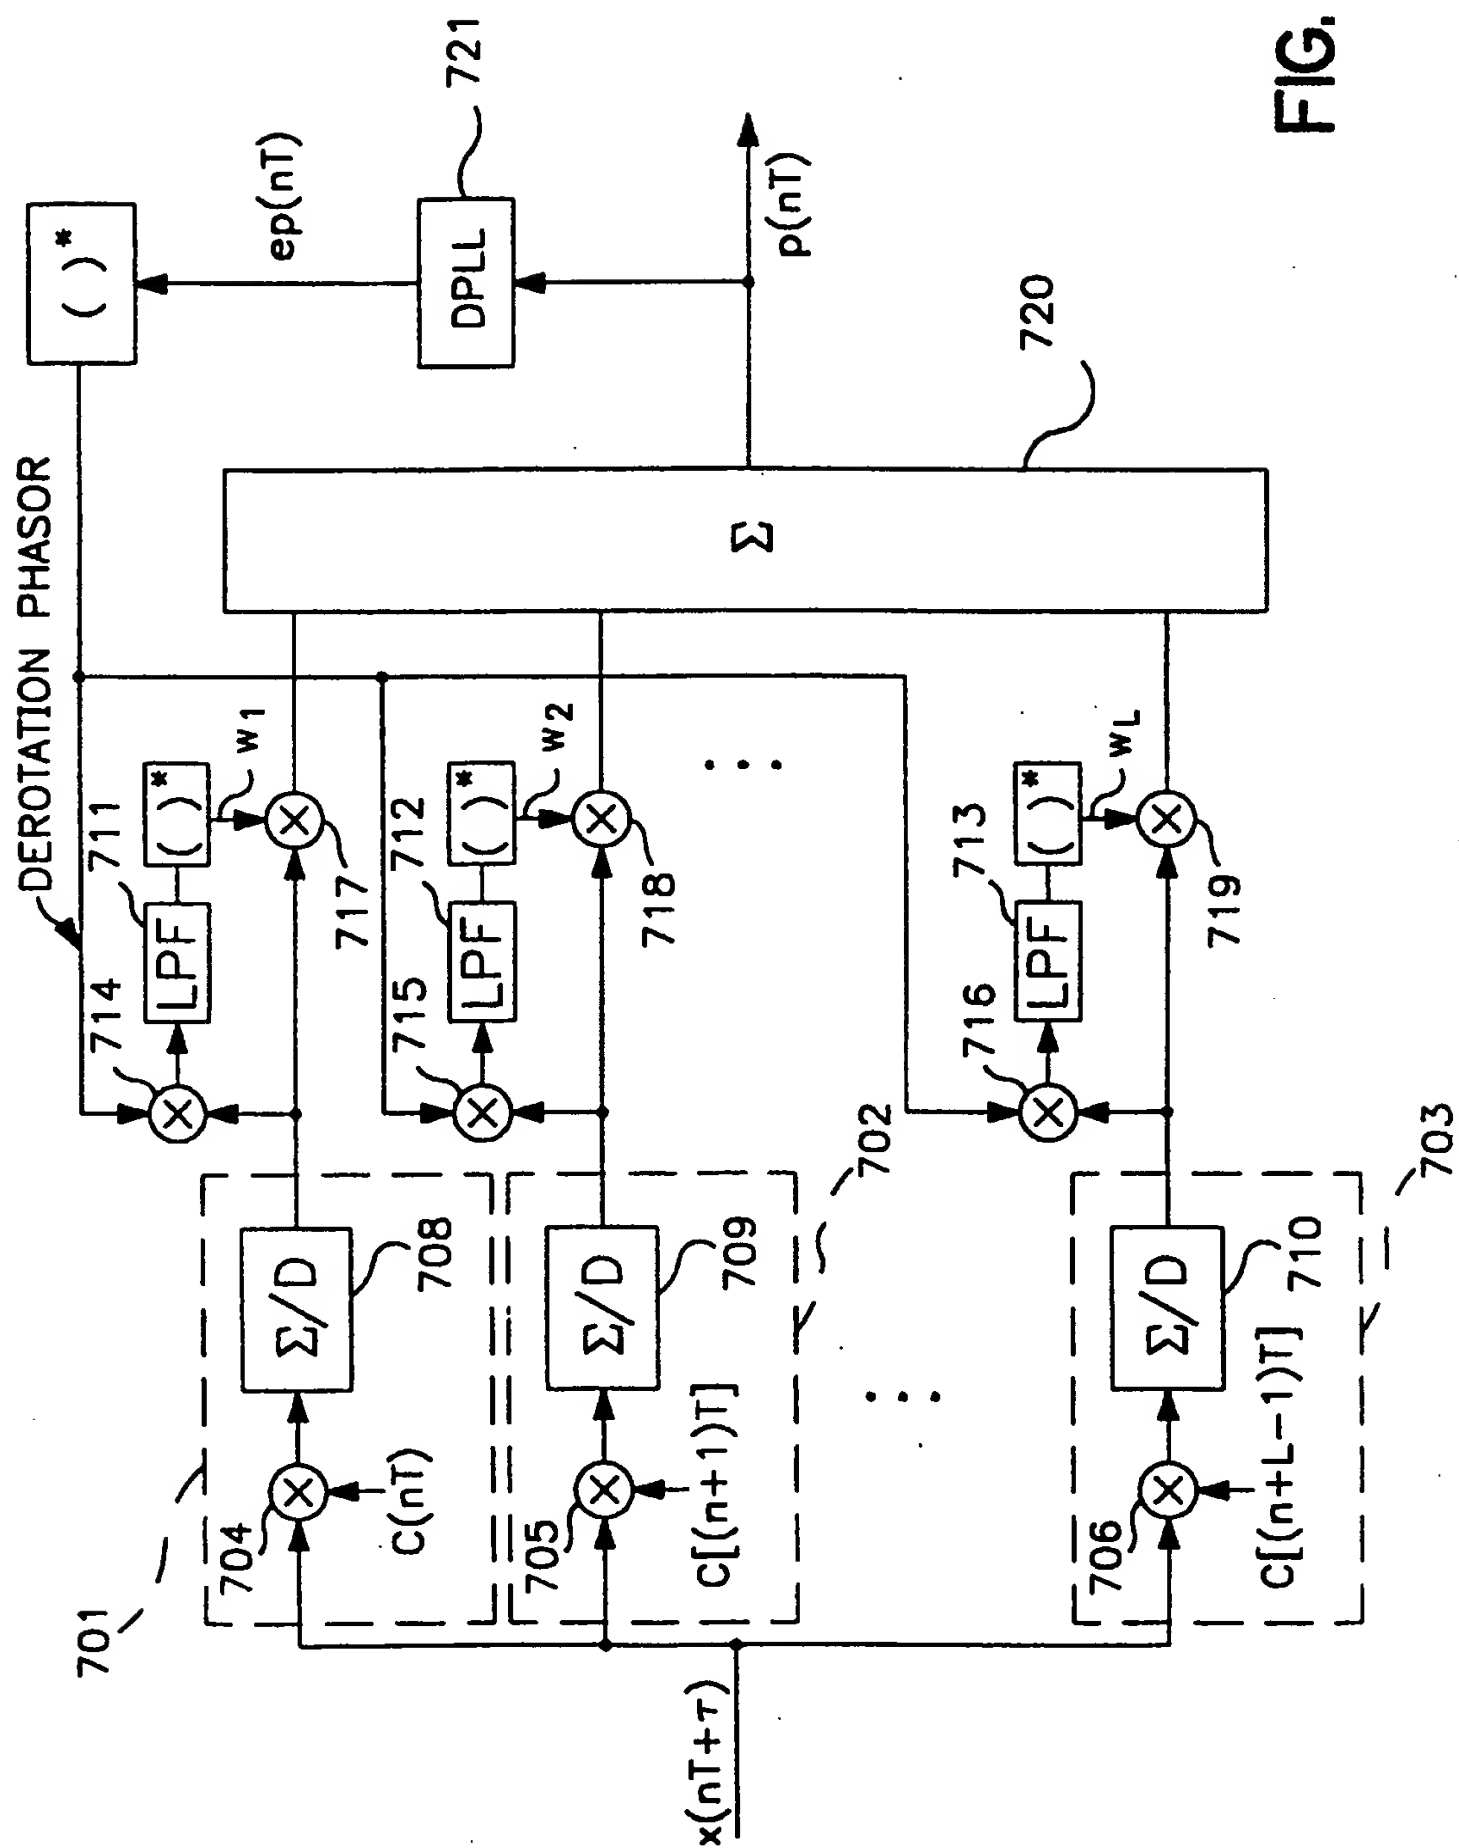 DEROTATION PHASOR
( )*
ep(nT)
721
DPLL
p(nT)
714
711
LPF
( )*
w1
717
701
704
C(nT)
Σ/D
708
715
712
LPF
( )*
w2
718
Σ
720
x(nT+τ)
705
C[(n+1)T]
Σ/D
709
702
. . .
. . .
716
713
LPF
( )*
wL
719
706
C[(n+L-1)T]
Σ/D
710
703
FIG.